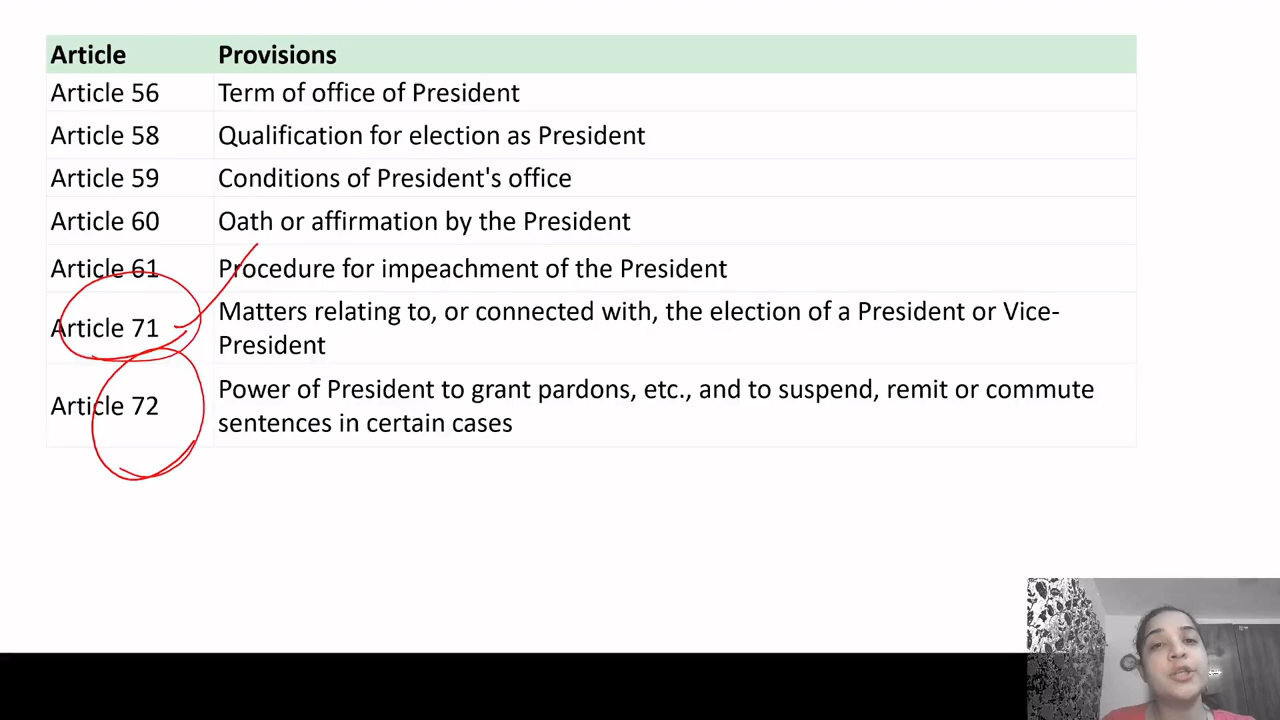 Article Provisions
Article 56 Term of office of President
Article 58 Qualification for election as President
Article 59 Conditions of President's office
Article 60 Oath or affirmation by the President
Article 61 Procedure for impeachment of the President
Article 71 Matters relating to, or connected with, the election of a President or Vice-
President
Article 72 Power of President to grant pardons, etc., and to suspend, remit or commute
sentences in certain cases